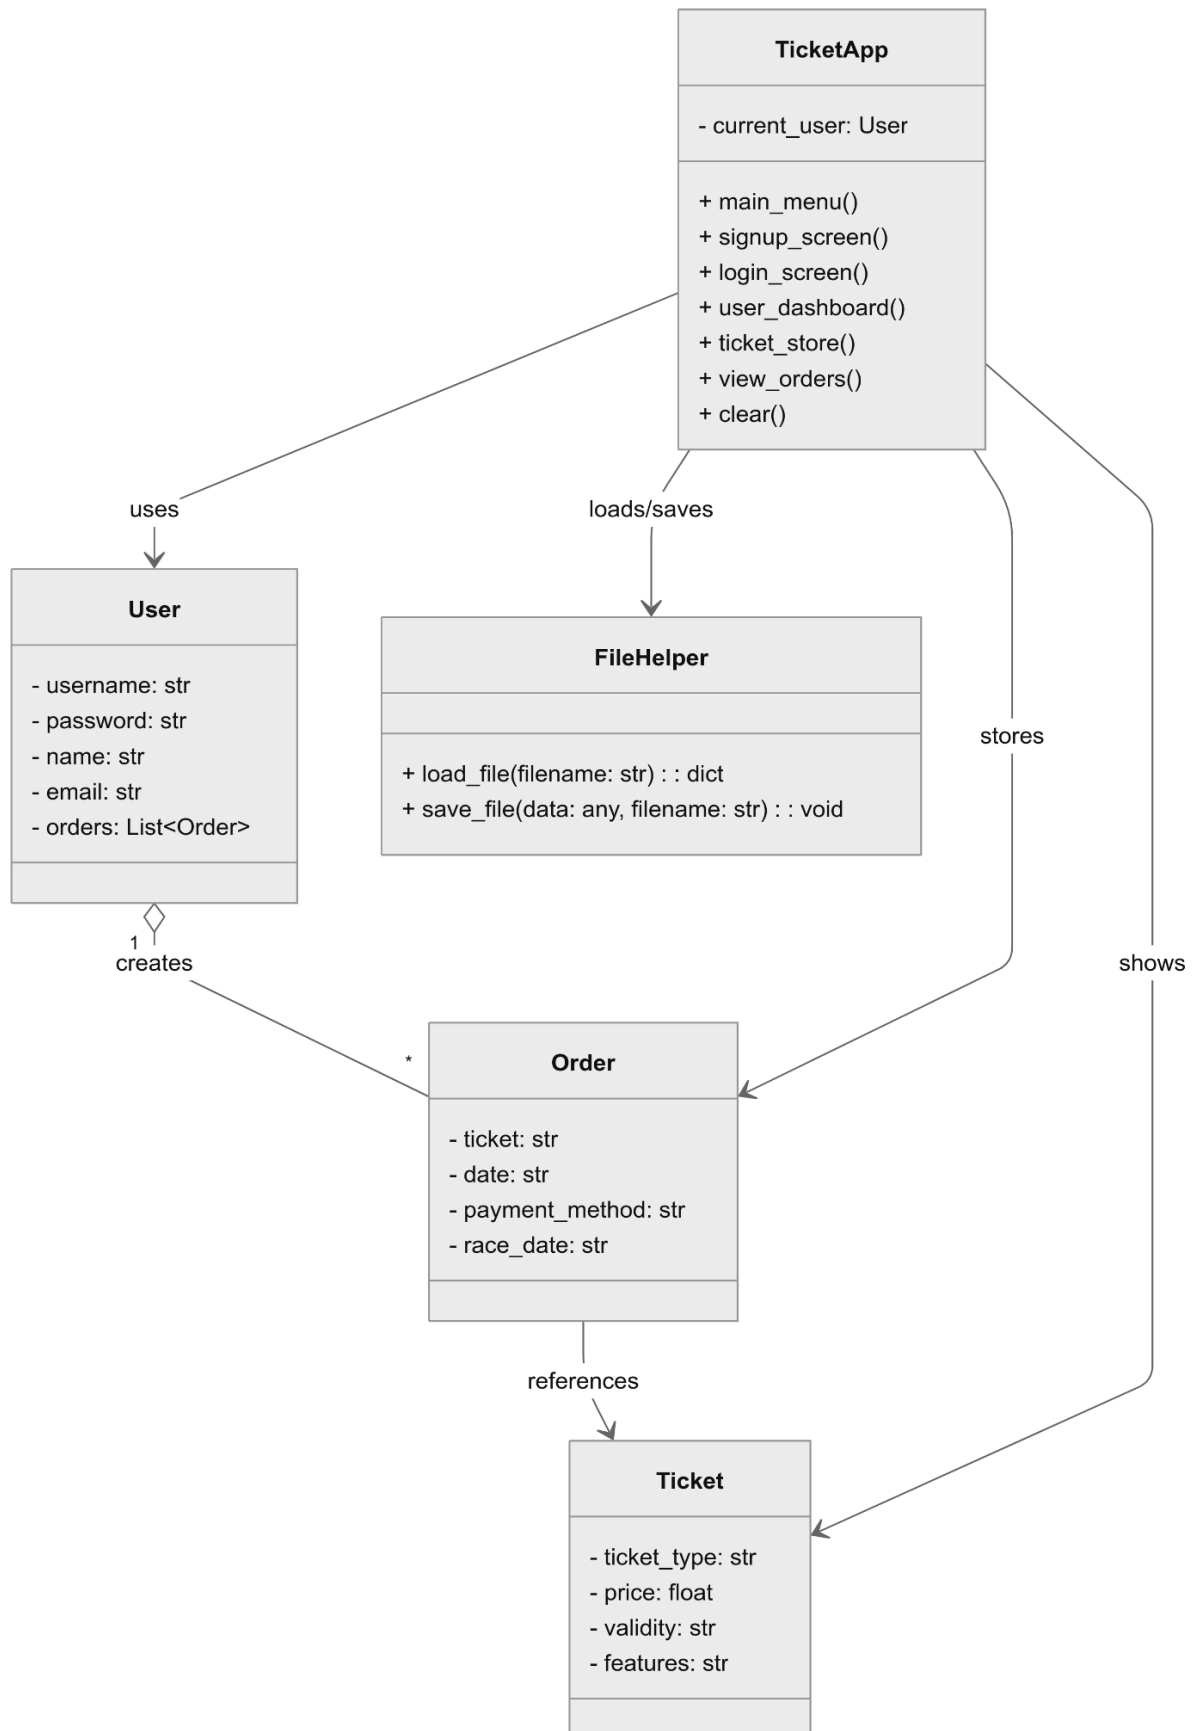 TicketApp
- current_user: User
+ main_menu()
+ signup_screen()
+ login_screen()
+ user_dashboard()
+ ticket_store()
+ view_orders()
+ clear()
uses
loads/saves
User
- username: str
- password: str
- name: str
- email: str
- orders: List<Order>
FileHelper
+ load_file(filename: str) : : dict
+ save_file(data: any, filename: str) : : void
stores
1
creates
shows
*
Order
- ticket: str
- date: str
- payment_method: str
- race_date: str
references
Ticket
- ticket_type: str
- price: float
- validity: str
- features: str